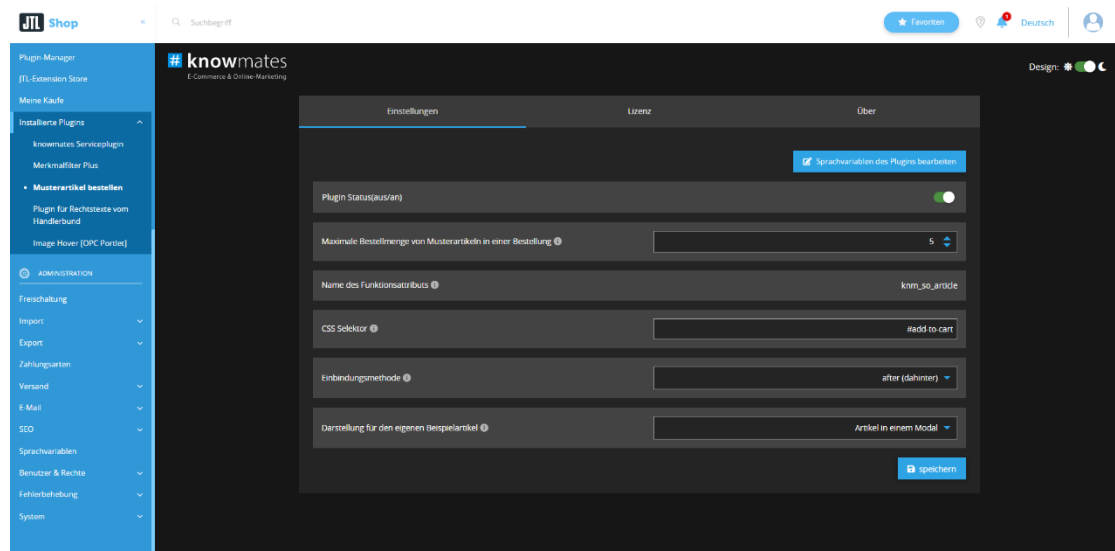 JTL Shop
«
Suchbegriff
Favoriten
1
Deutsch
Plugin-Manager
JTL-Extension Store
Meine Käufe
Installierte Plugins
knowmates Serviceplugin
Merkmalfilter Plus
Musterartikel bestellen
Plugin für Rechtstexte vom
Händlerbund
Image Hover [OPC Portlet]
ADMINISTRATION
Freischaltung
Import
Export
Zahlungsarten
Versand
E-Mail
SEO
Sprachvariablen
Benutzer & Rechte
Fehlerbehebung
System
# knowmates
E-Commerce & Online-Marketing
Design:
Einstellungen
Lizenz
Über
Sprachvariablen des Plugins bearbeiten
Plugin Status(aus/an)
Maximale Bestellmenge von Musterartikeln in einer Bestellung
5
Name des Funktionsattributs
knm_so_article
CSS Selektor
#add-to-cart
Einbindungsmethode
after (dahinter)
Darstellung für den eigenen Beispielartikel
Artikel in einem Modal
speichern